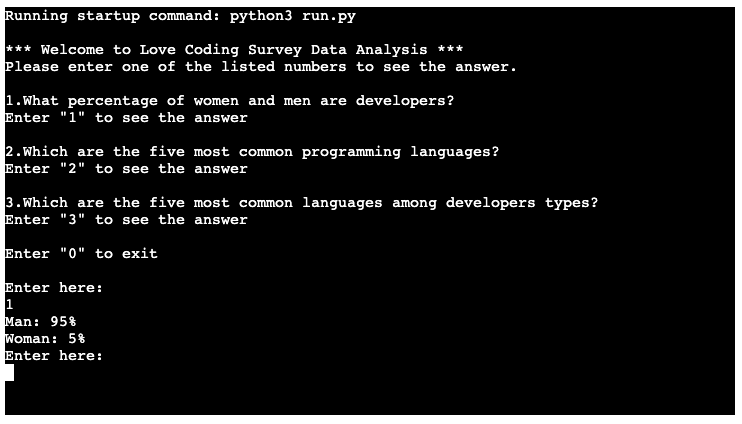 Running startup command: python3 run.py
*** Welcome to Love Coding Survey Data Analysis ***
Please enter one of the listed numbers to see the answer.
1.What percentage of women and men are developers?
Enter "1" to see the answer
2.Which are the five most common programming languages?
Enter "2" to see the answer
3.Which are the five most common languages among developers types?
Enter "3" to see the answer
Enter "0" to exit
Enter here:
1
Man: 95%
Woman: 5%
Enter here: